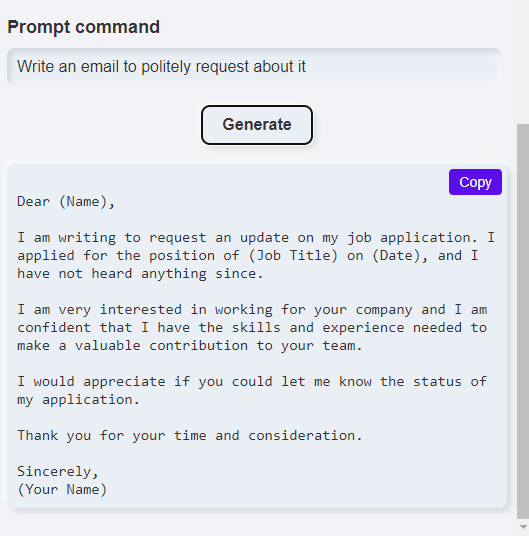 Prompt command
Write an email to politely request about it
Generate
Copy
Dear (Name),
I am writing to request an update on my job application. I
applied for the position of (Job Title) on (Date), and I
have not heard anything since.
I am very interested in working for your company and I am
confident that I have the skills and experience needed to
make a valuable contribution to your team.
I would appreciate if you could let me know the status of
my application.
Thank you for your time and consideration.
Sincerely,
(Your Name)